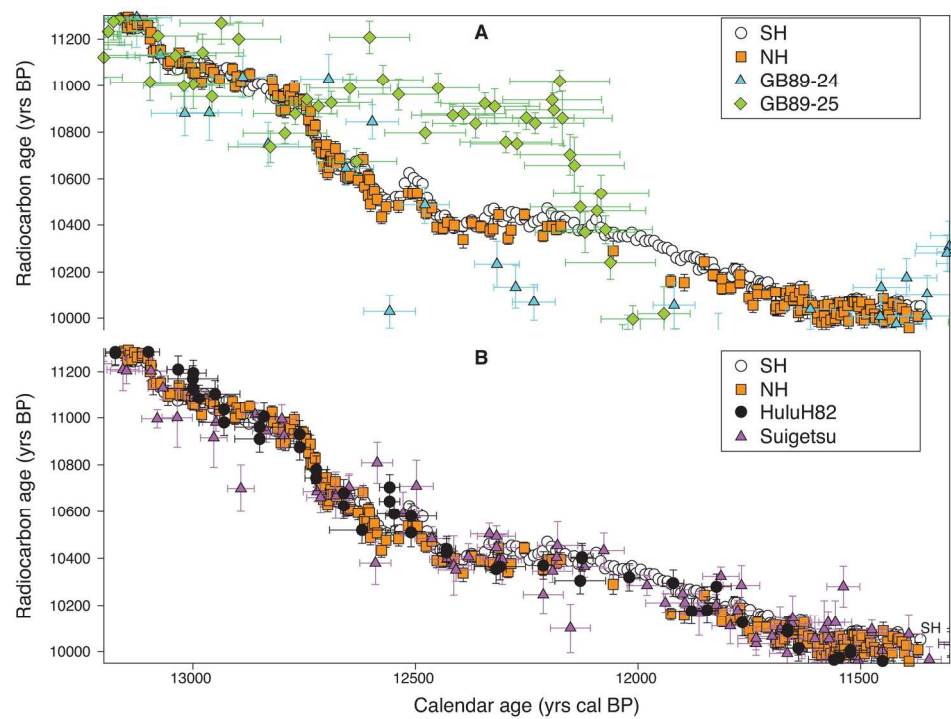 A
SH
NH
GB89-24
GB89-25
Radiocarbon age (yrs BP)
11200
11000
10800
10600
10400
10200
10000
B
SH
NH
HuluH82
Suigetsu
Radiocarbon age (yrs BP)
11200
11000
10800
10600
10400
10200
10000
SH
13000
12500
12000
11500
Calendar age (yrs cal BP)